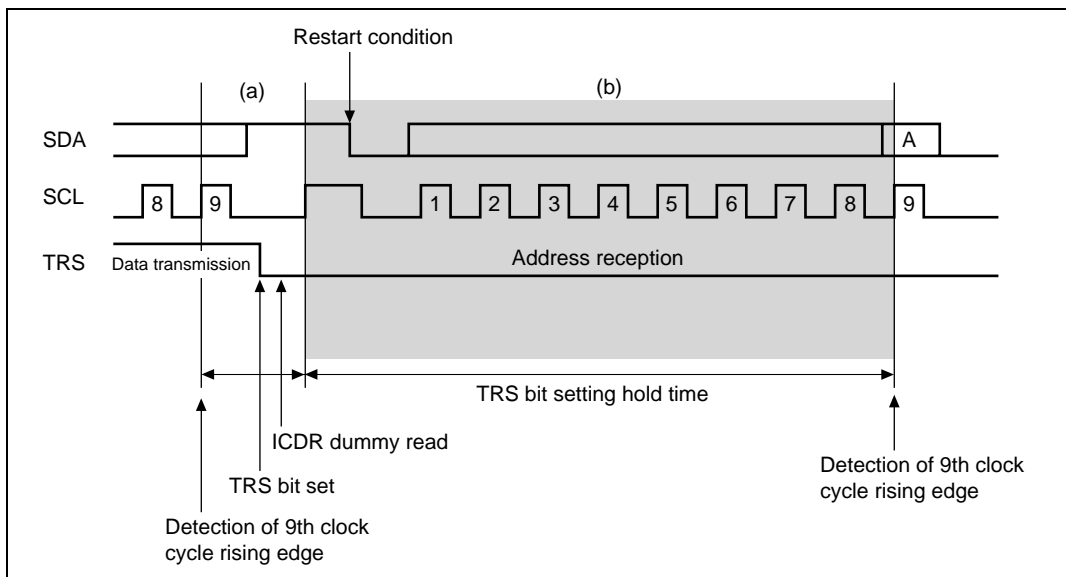 Restart condition
(a)
(b)
SDA
A
SCL
8
9
1
2
3
4
5
6
7
8
9
TRS
Data transmission
Address reception
TRS bit setting hold time
ICDR dummy read
TRS bit set
Detection of 9th clock
cycle rising edge
Detection of 9th clock
cycle rising edge